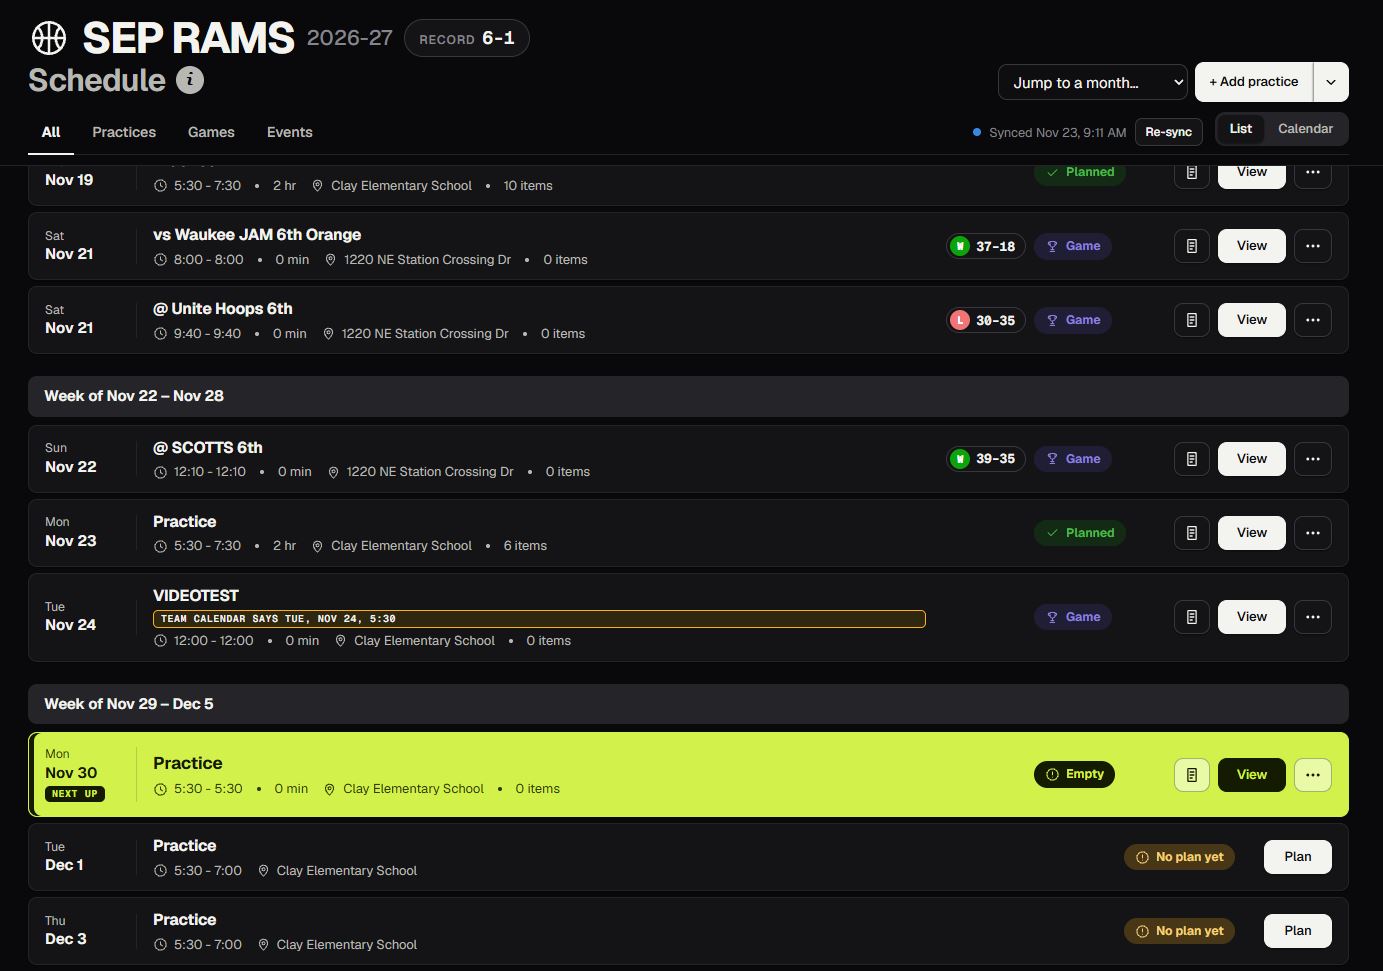 SEP RAMS 2026-27 RECORD 6-1
Schedule i
Jump to a month... + Add practice
All Practices Games Events Synced Nov 23, 9:11 AM Re-sync List Calendar
Nov 19 5:30 - 7:30 • 2 hr Clay Elementary School • 10 items Planned View ...
Sat
Nov 21
vs Waukee JAM 6th Orange
8:00 - 8:00 • 0 min 1220 NE Station Crossing Dr • 0 items
W 37-18 Game View ...
Sat
Nov 21
@ Unite Hoops 6th
9:40 - 9:40 • 0 min 1220 NE Station Crossing Dr • 0 items
L 30-35 Game View ...
Week of Nov 22 – Nov 28
Sun
Nov 22
@ SCOTTS 6th
12:10 - 12:10 • 0 min 1220 NE Station Crossing Dr • 0 items
W 39-35 Game View ...
Mon
Nov 23
Practice
5:30 - 7:30 • 2 hr Clay Elementary School • 6 items
Planned View ...
Tue
Nov 24
VIDEOTEST
TEAM CALENDAR SAYS TUE, NOV 24, 5:30
12:00 - 12:00 • 0 min Clay Elementary School • 0 items
Game View ...
Week of Nov 29 – Dec 5
Mon
Nov 30
NEXT UP
Practice
5:30 - 5:30 • 0 min Clay Elementary School • 0 items
Empty View ...
Tue
Dec 1
Practice
5:30 - 7:00 Clay Elementary School
No plan yet Plan
Thu
Dec 3
Practice
5:30 - 7:00 Clay Elementary School
No plan yet Plan